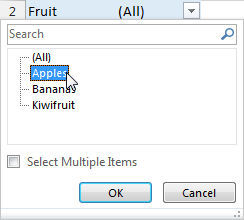 2 Fruit (All)
Search
(All)
Apples
Bananas
Kiwifruit
Select Multiple Items
OK Cancel